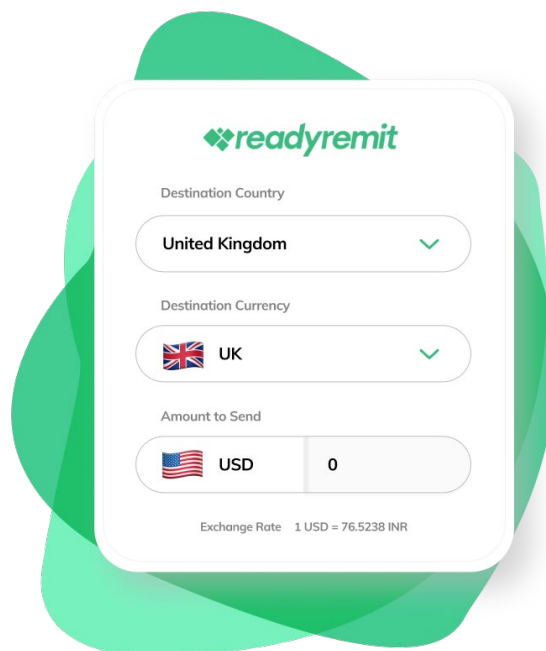 readyremit
Destination Country
United Kingdom
Destination Currency
UK
Amount to Send
USD 0
Exchange Rate 1 USD = 76.5238 INR